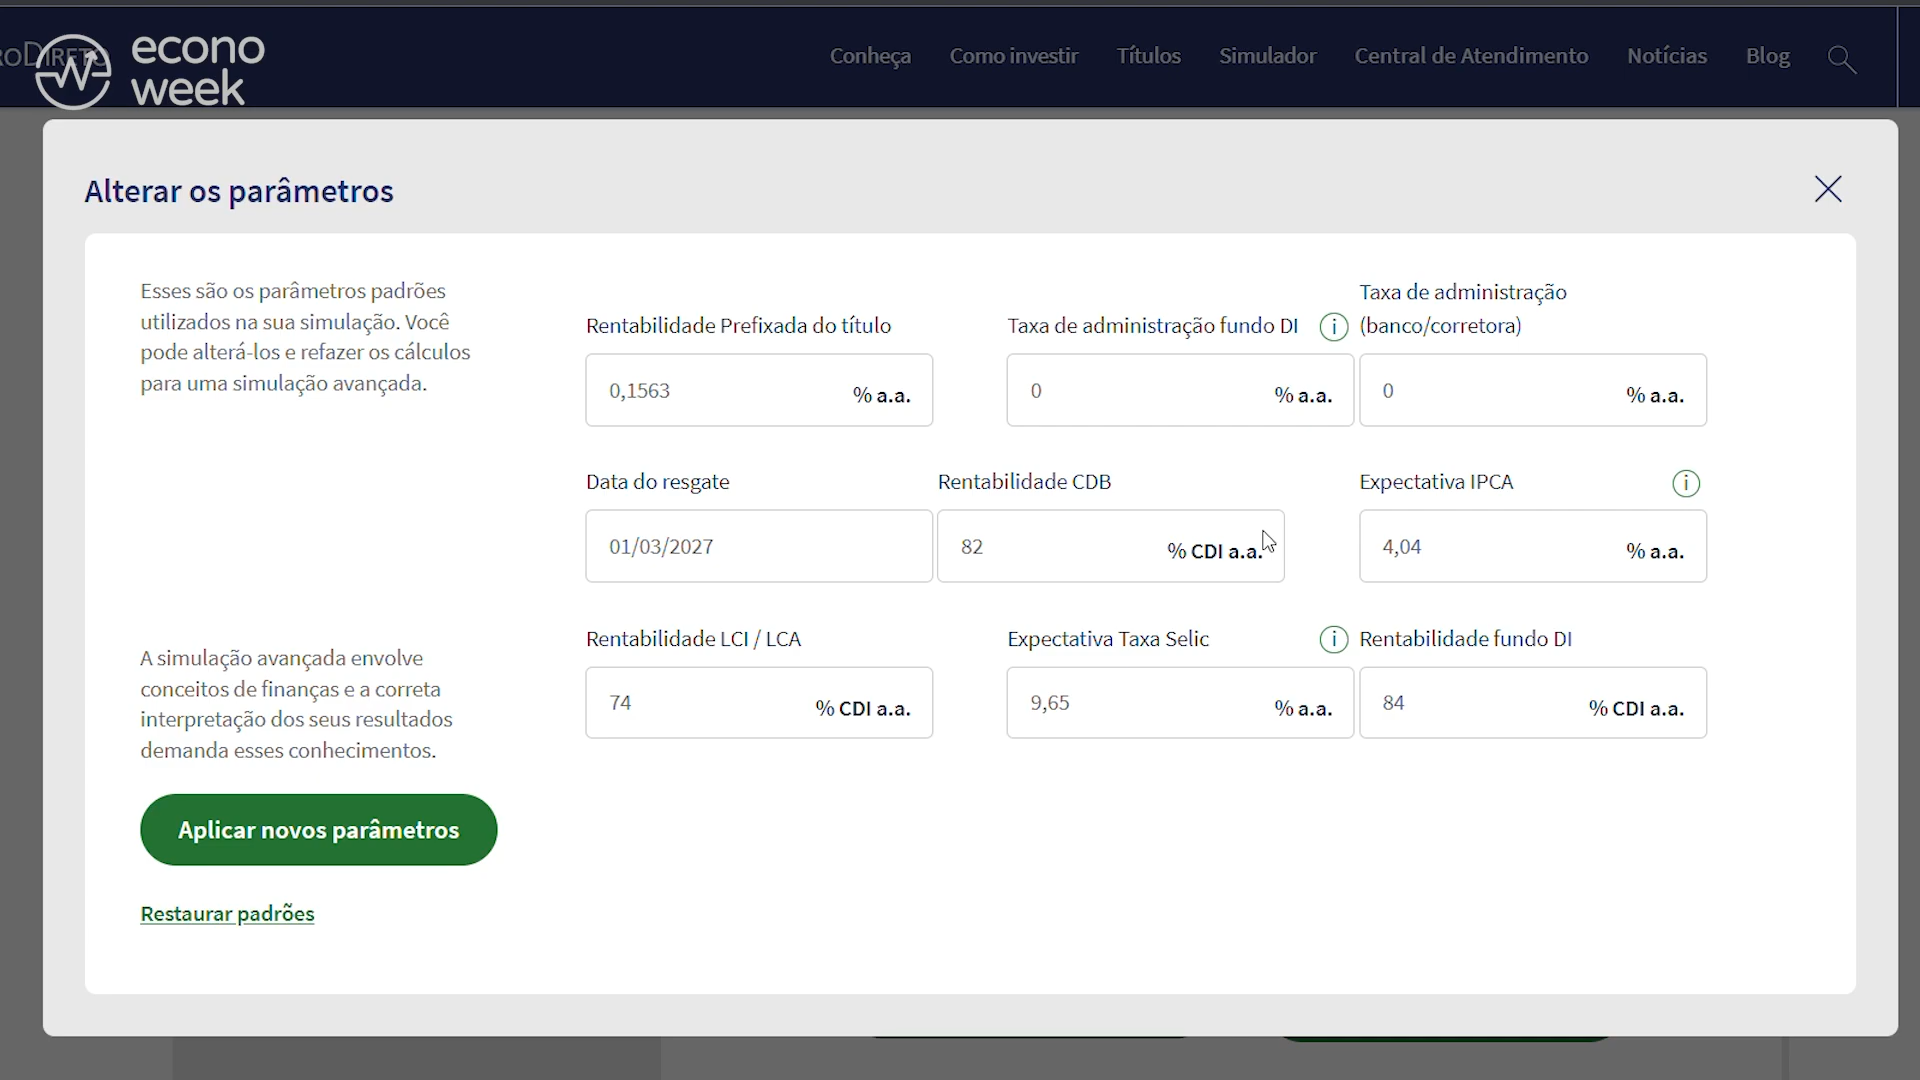 econo
week
Conheça Como investir Títulos Simulador Central de Atendimento Notícias Blog
Alterar os parâmetros
Esses são os parâmetros padrões
utilizados na sua simulação. Você
pode alterá-los e refazer os cálculos
para uma simulação avançada.
A simulação avançada envolve
conceitos de finanças e a correta
interpretação dos seus resultados
demanda esses conhecimentos.
Aplicar novos parâmetros
Restaurar padrões
Rentabilidade Prefixada do título
0,1563 % a.a.
Taxa de administração fundo DI
0 % a.a.
Taxa de administração
(banco/corretora)
0 % a.a.
Data do resgate
01/03/2027
Rentabilidade CDB
82 % CDI a.a.
Expectativa IPCA
4,04 % a.a.
Rentabilidade LCI / LCA
74 % CDI a.a.
Expectativa Taxa Selic
9,65 % a.a.
Rentabilidade fundo DI
84 % CDI a.a.